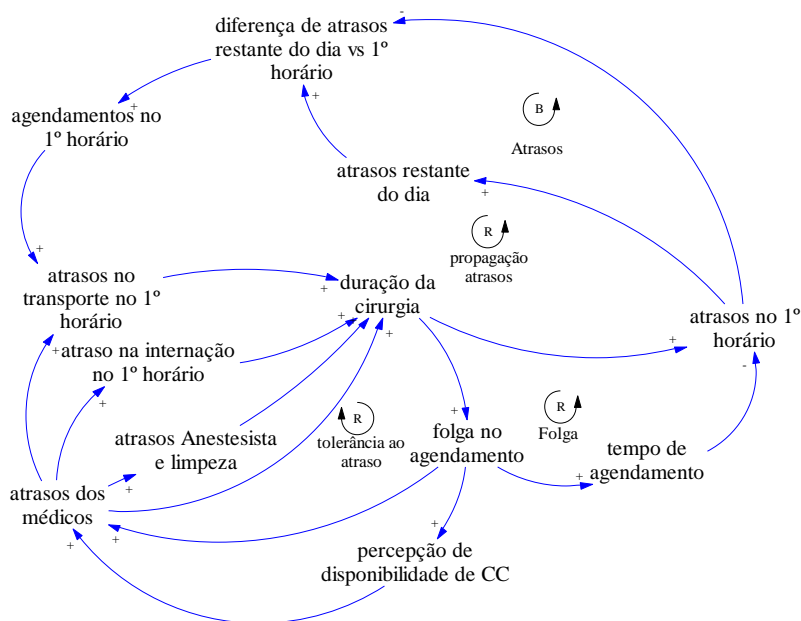 diferença de atrasos
restante do dia vs 1º
horário
-
+
+
agendamentos no
1º horário
B
Atrasos
atrasos restante
do dia
+
R
propagação
atrasos
+
atrasos no
transporte no 1º
horário
duração da
cirurgia
+
+
+
+
atrasos no 1º
horário
+
-
+
atraso na internação
no 1º horário
+
R
tolerância ao
atraso
R
Folga
+
atrasos Anestesista
e limpeza
+
folga no
agendamento
tempo de
agendamento
+
atrasos dos
médicos
+
+
+
percepção de
disponibilidade de CC